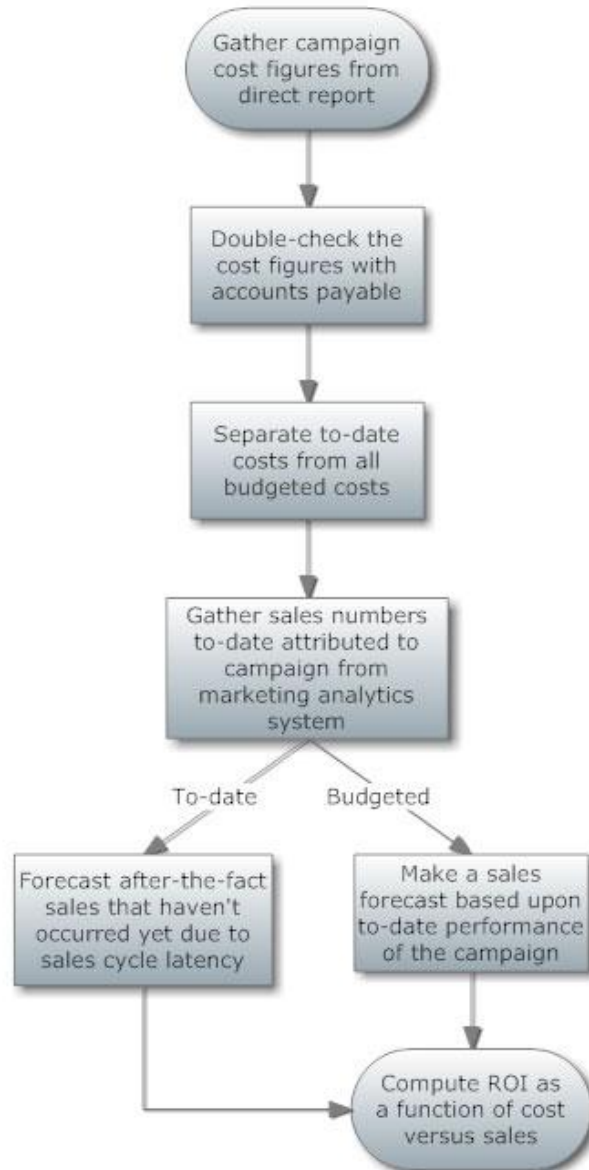 Gather campaign
cost figures from
direct report
Double-check the
cost figures with
accounts payable
Separate to-date
costs from all
budgeted costs
Gather sales numbers
to-date attributed to
campaign from
marketing analytics
system
To-date
Budgeted
Forecast after-the-fact
sales that haven't
occurred yet due to
sales cycle latency
Make a sales
forecast based upon
to-date performance
of the campaign
Compute ROI as
a function of cost
versus sales